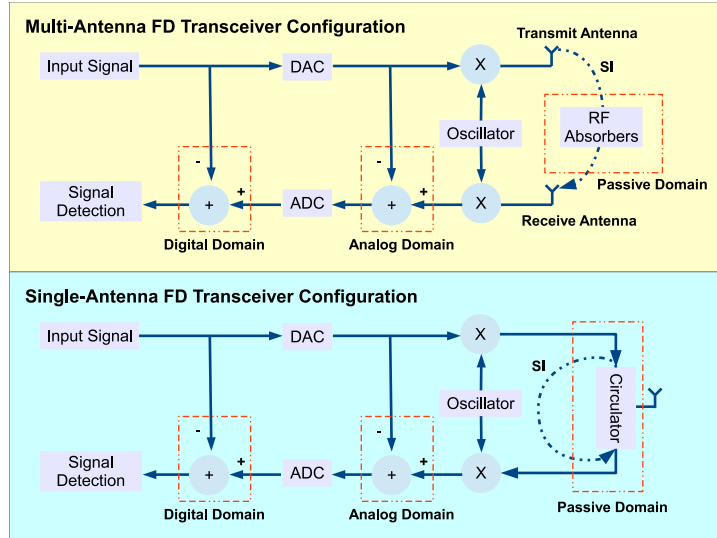 Multi-Antenna FD Transceiver Configuration
Transmit Antenna
Input Signal
DAC
X
SI
Oscillator
RF
Absorbers
-
-
Passive Domain
Signal
Detection
+
+
ADC
+
+
X
Receive Antenna
Digital Domain
Analog Domain
Single-Antenna FD Transceiver Configuration
Input Signal
DAC
X
SI
Circulator
Oscillator
-
-
Signal
Detection
+
+
ADC
+
+
X
Passive Domain
Digital Domain
Analog Domain